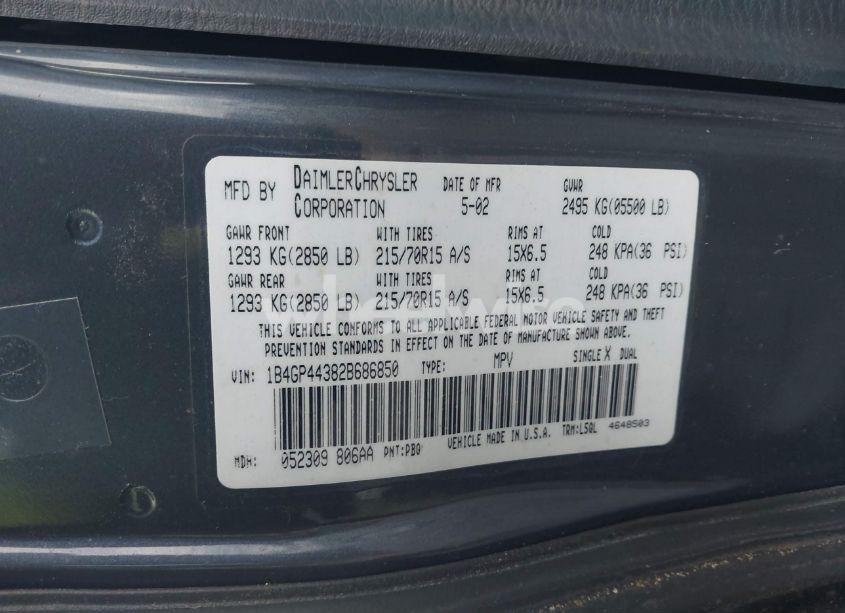 MFD BY DAIMLERCHRYSLER CORPORATION DATE OF MFR 5-02 GVWR 2495 KG(05500 LB)
GAWR FRONT WITH TIRES RIMS AT COLD
1293 KG(2850 LB) 215/70R15 A/S 15X6.5 248 KPA(36 PSI)
GAWR REAR WITH TIRES RIMS AT COLD
1293 KG(2850 LB) 215/70R15 A/S 15X6.5 248 KPA(36 PSI)
THIS VEHICLE CONFORMS TO ALL APPLICABLE FEDERAL MOTOR VEHICLE SAFETY AND THEFT
PREVENTION STANDARDS IN EFFECT ON THE DATE OF MANUFACTURE SHOWN ABOVE.
VIN: 1B4GP44382B686850 TYPE: MPV SINGLE X DUAL
MDH: 052309 806AA PNT:PBQ VEHICLE MADE IN U.S.A. TRM:L5QL 4648503